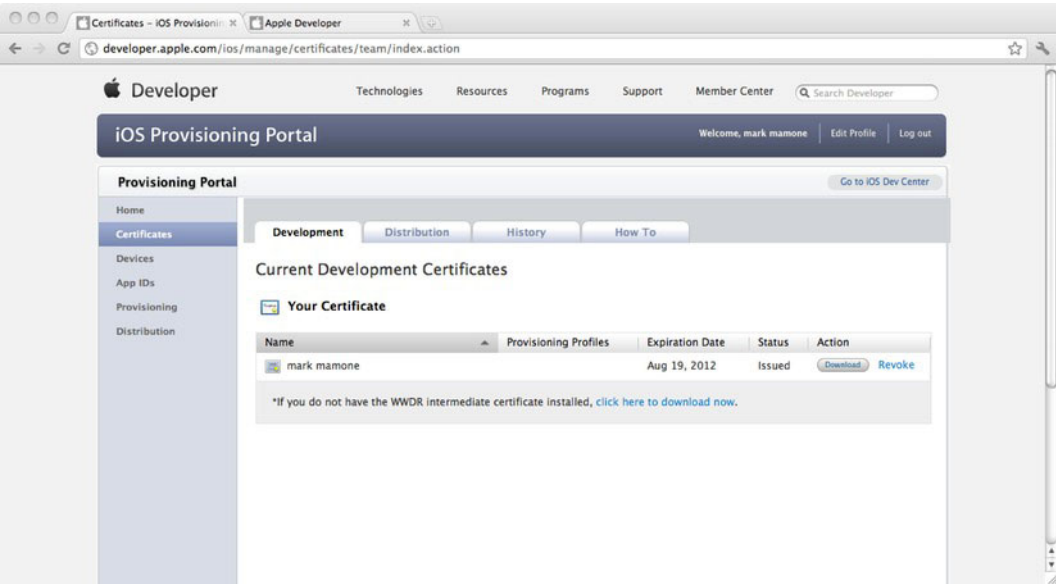 Certificates – iOS Provisionin
Apple Developer
developer.apple.com/ios/manage/certificates/team/index.action
Developer
Technologies Resources Programs Support Member Center Search Developer
iOS Provisioning Portal
Welcome, mark mamone Edit Profile Log out
Provisioning Portal
Go to iOS Dev Center
Home
Certificates
Devices
App IDs
Provisioning
Distribution
Development Distribution History How To
Current Development Certificates
Your Certificate
Name Provisioning Profiles Expiration Date Status Action
mark mamone Aug 19, 2012 Issued Download Revoke
*If you do not have the WWDR intermediate certificate installed, click here to download now.